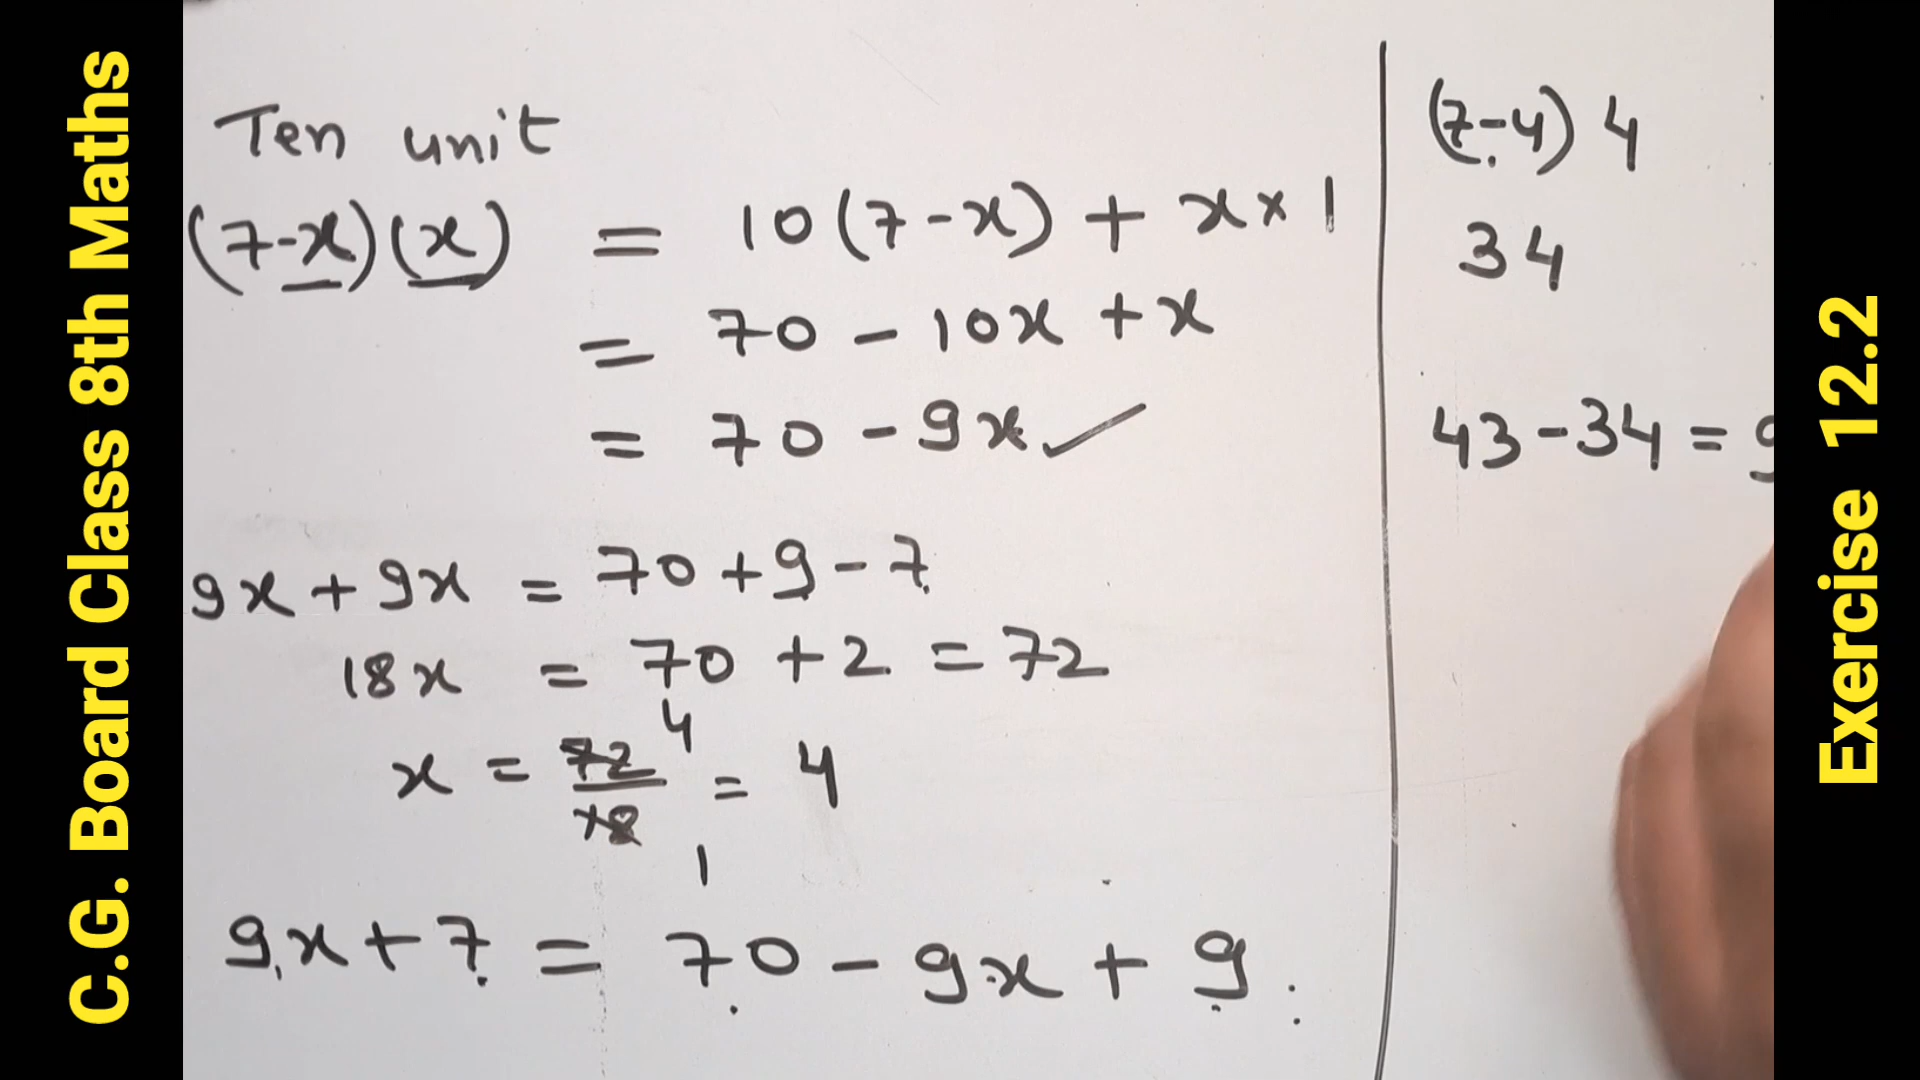 C.G. Board Class 8th Maths
Ten unit
(7-x)(x) = 10(7-x) + x × 1
= 70 - 10x + x
= 70 - 9x ✓
9x + 9x = 70 + 9 - 7
18x = 70 + 2 = 72
4
x = 72/18 = 4
1
9x + 7 = 70 - 9x + 9
(7-4) 4
34
43-34 = 9
Exercise 12.2